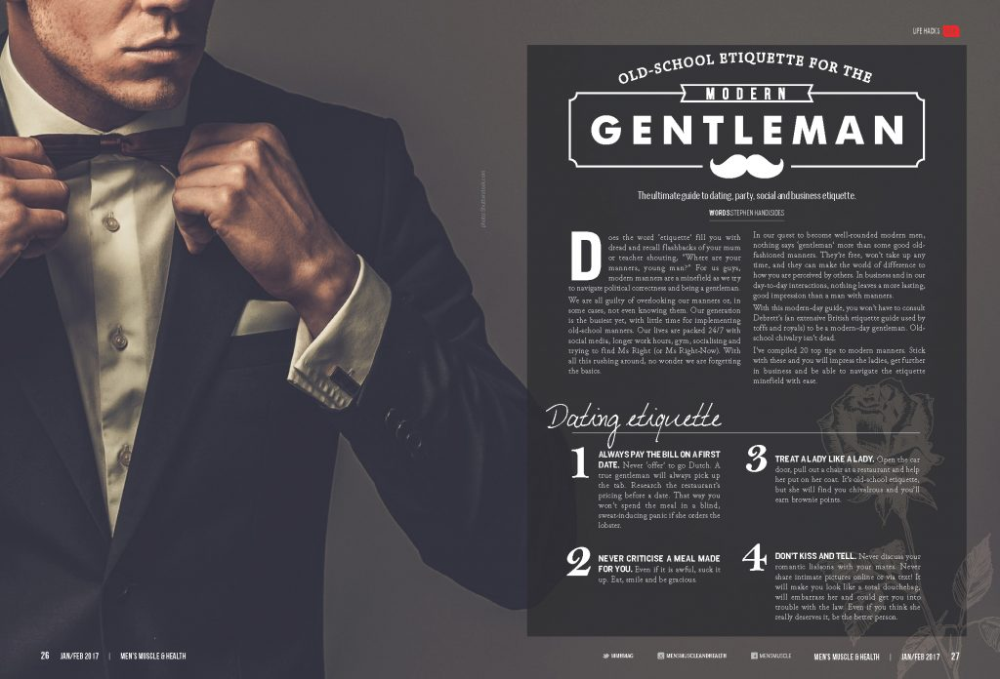 LIFE HACKS
OLD-SCHOOL ETIQUETTE FOR THE
MODERN
GENTLEMAN
The ultimate guide to dating, party, social and business etiquette.
WORDS STEPHEN HANDISIDES
photo: Shutterstock.com
Does the word 'etiquette' fill you with
dread and recall flashbacks of your mum
or teacher shouting, "Where are your
manners, young man?" For us guys,
modern manners are a minefield as we try
to navigate political correctness and being a gentleman.
We are all guilty of overlooking our manners or, in
some cases, not even knowing them. Our generation
is the busiest yet, with little time for implementing
old-school manners. Our lives are packed 24/7 with
social media, longer work hours, gym, socialising and
trying to find Ms Right (or Ms Right-Now). With
all this rushing around, no wonder we are forgetting
the basics.
In our quest to become well-rounded modern men,
nothing says 'gentleman' more than some good old-
fashioned manners. They're free, won't take up any
time, and they can make the world of difference to
how you are perceived by others. In business and in our
day-to-day interactions, nothing leaves a more lasting,
good impression than a man with manners.
With this modern-day guide, you won't have to consult
Debrett's (an extensive British etiquette guide used by
toffs and royals) to be a modern-day gentleman. Old-
school chivalry isn't dead.
I've compiled 20 top tips to modern manners. Stick
with these and you will impress the ladies, get further
in business and be able to navigate the etiquette
minefield with ease.
Dating etiquette
1 ALWAYS PAY THE BILL ON A FIRST
DATE. Never 'offer' to go Dutch. A
true gentleman will always pick up
the tab. Research the restaurant's
pricing before a date. That way you
won't spend the meal in a blind,
sweat-inducing panic if she orders the
lobster.
2 NEVER CRITICISE A MEAL MADE
FOR YOU. Even if it is awful, suck it
up. Eat, smile and be gracious.
3 TREAT A LADY LIKE A LADY. Open the car
door, pull out a chair at a restaurant and help
her put on her coat. It's old-school etiquette,
but she will find you chivalrous and you'll
earn brownie points.
4 DON'T KISS AND TELL. Never discuss your
romantic liaisons with your mates. Never
share intimate pictures online or via text! It
will make you look like a total douchebag,
will embarrass her and could get you into
trouble with the law. Even if you think she
really deserves it, be the better person.
26 JAN/FEB 2017 | MEN'S MUSCLE & HEALTH
MMHMAG MENSMUSCLEANDHEALTH MENSMUSCLE MEN'S MUSCLE & HEALTH | JAN/FEB 2017 27